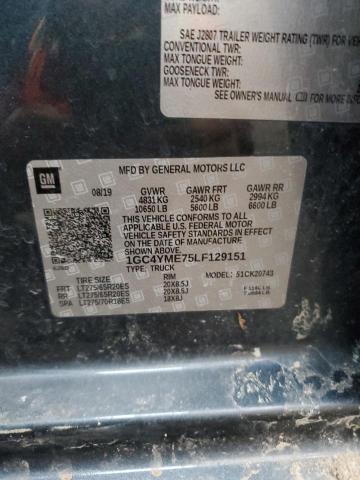 MAX PAYLOAD:
SAE J2807 TRAILER WEIGHT RATING (TWR) FOR VEH
CONVENTIONAL TWR:
MAX TONGUE WEIGHT:
GOOSENECK TWR:
MAX TONGUE WEIGHT:
SEE OWNER'S MANUAL FOR MORE
GM
MFD BY GENERAL MOTORS LLC
08/19 GVWR GAWR FRT GAWR RR
4831 KG 2540 KG 2994 KG
10650 LB 5600 LB 6600 LB
THIS VEHICLE CONFORMS TO ALL
U.S. FEDERAL MOTOR VEHICLE SAFETY
STANDARDS IN EFFECT ON THE DATE
OF MANUFACTURE SHOWN ABOVE.
1GC4YME75LF129151
TYPE: TRUCK 51CK20743
TIRE SIZE RIM
FRT LT275/65R20ES 20X8.5J
RR LT275/65R20ES 20X8.5J
SPA LT275/70R18ES 18X8J